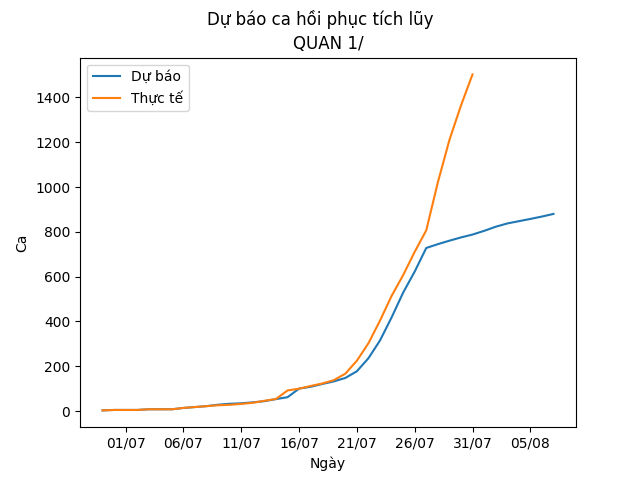 Dự báo ca hồi phục tích lũy
QUAN 1/
Dự báo
Thực tế
1400
1200
1000
800
600
400
200
0
Ca
01/07 06/07 11/07 16/07 21/07 26/07 31/07 05/08
Ngày